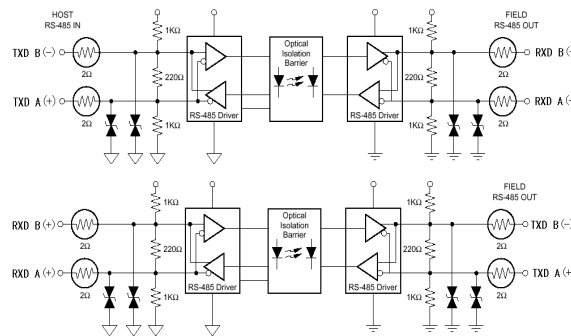 HOST
RS-485 IN
FIELD
RS-485 OUT
1KΩ
Optical
Isolation
Barrier
1KΩ
TXD B(-)
RXD B(-
2Ω
220Ω
220Ω
2Ω
TXD A(+)
RXD A(-
2Ω
1KΩ
RS-485 Driver
RS-485 Driver
1KΩ
2Ω
FIELD
RS-485 OUT
1KΩ
Optical
Isolation
Barrier
1KΩ
RXD B(+)
TXD B(-)
2Ω
220Ω
220Ω
2Ω
RXD A(+)
TXD A(+
2Ω
1KΩ
RS-485 Driver
RS-485 Driver
1KΩ
2Ω